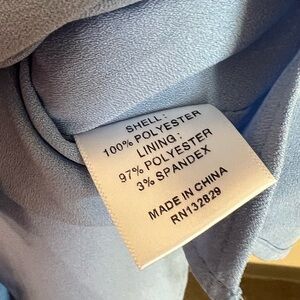 SHELL :
100% POLYESTER
LINING :
97% POLYESTER
3% SPANDEX
MADE IN CHINA
RN132829